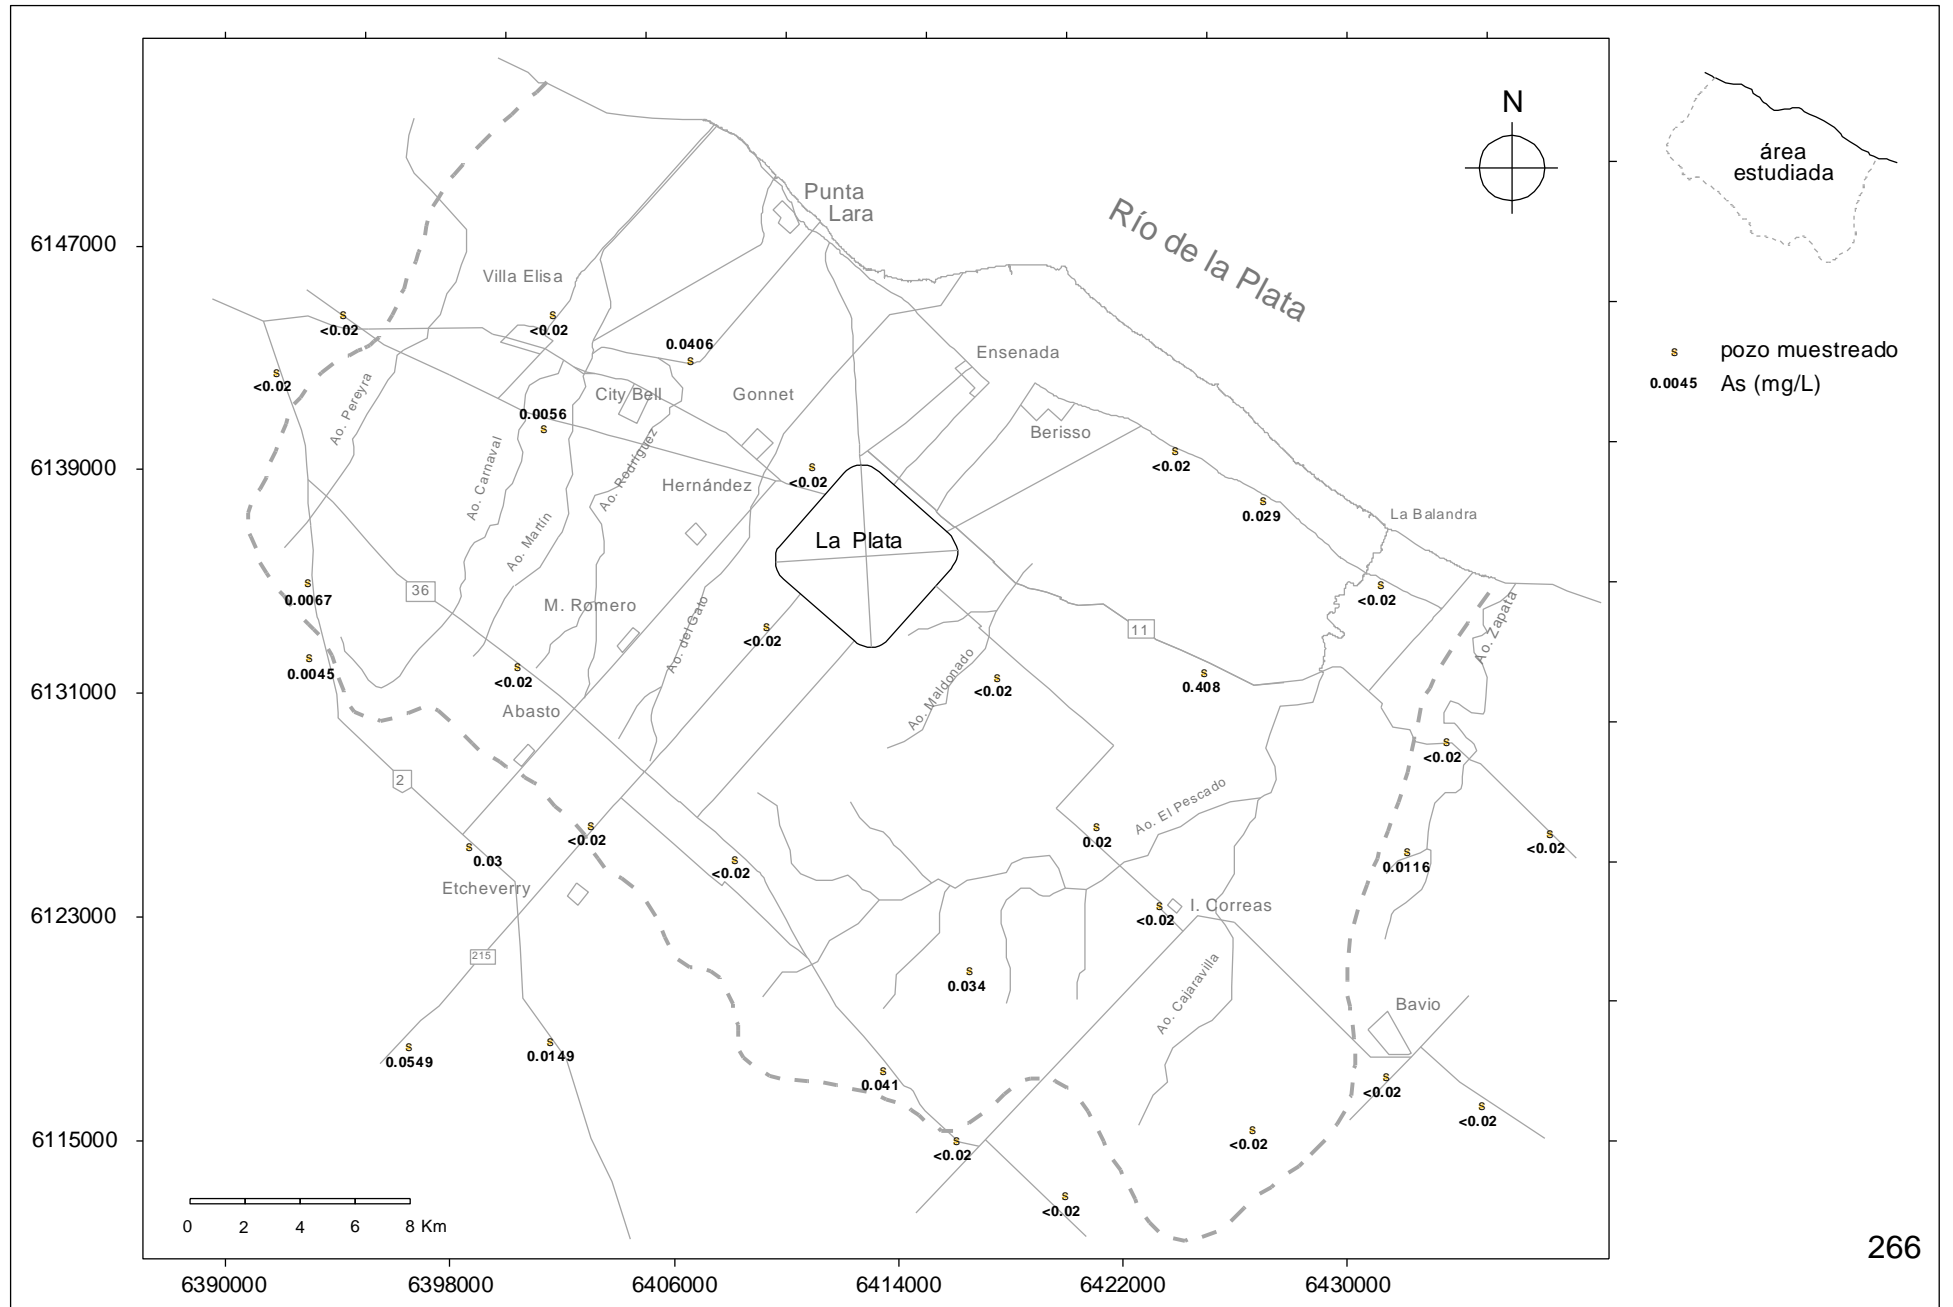 N
área
estudiada
Punta
Lara
Río de la Plata
6147000
Villa Elisa
s
<0.02
s
<0.02
0.0406
s
Ensenada
s
pozo muestreado
0.0045
As (mg/L)
s
<0.02
Ao. Pereyra
City Bell
Gonnet
0.0056
s
Berisso
Ao. Carnaval
Ao. Rodríguez
6139000
s
<0.02
s
<0.02
Hernández
s
0.029
La Balandra
Ao. Martín
La Plata
s
0.0067
36
M. Romero
Ao. del Gato
s
<0.02
s
<0.02
11
Ao. Zapata
s
0.0045
s
<0.02
6131000
Ao. Maldonado
s
<0.02
s
0.408
Abasto
s
<0.02
2
Ao. El Pescado
s
<0.02
s
0.02
s
<0.02
s
0.03
s
<0.02
s
0.0116
Etcheverry
6123000
s
<0.02
I. Correas
215
s
0.034
Ao. Cajaravilla
Bavio
s
0.0549
s
0.0149
s
0.041
s
<0.02
s
<0.02
6115000
s
<0.02
s
<0.02
s
<0.02
0 2 4 6 8 Km
266
6390000 6398000 6406000 6414000 6422000 6430000